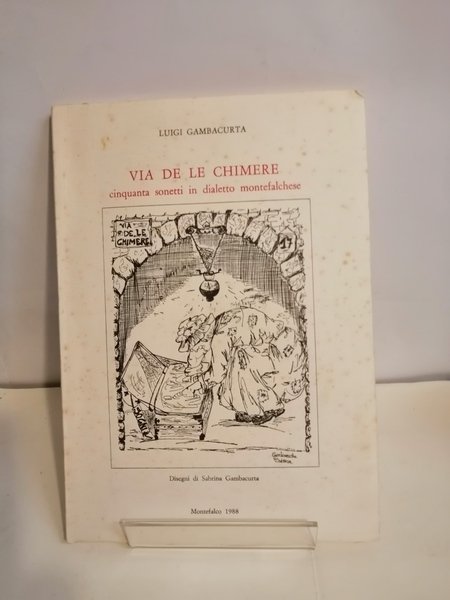 LUIGI GAMBACURTA
VIA DE LE CHIMERE
cinquanta sonetti in dialetto montefalchese
VIA
DE LE
CHIMERE
17
Disegni di Sabrina Gambacurta
Montefalco 1988